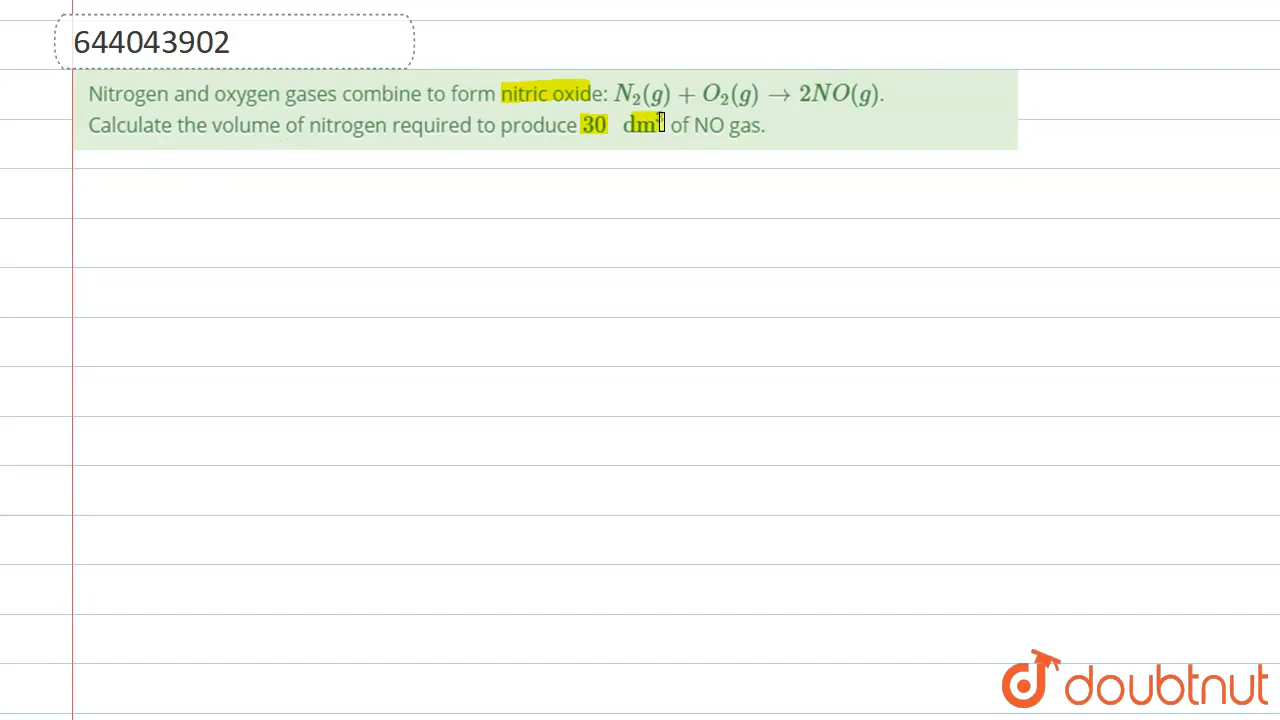 644043902
Nitrogen and oxygen gases combine to form nitric oxide: N₂(g) + O₂(g) → 2NO(g).
Calculate the volume of nitrogen required to produce 30 dm³ of NO gas.
doubtnut